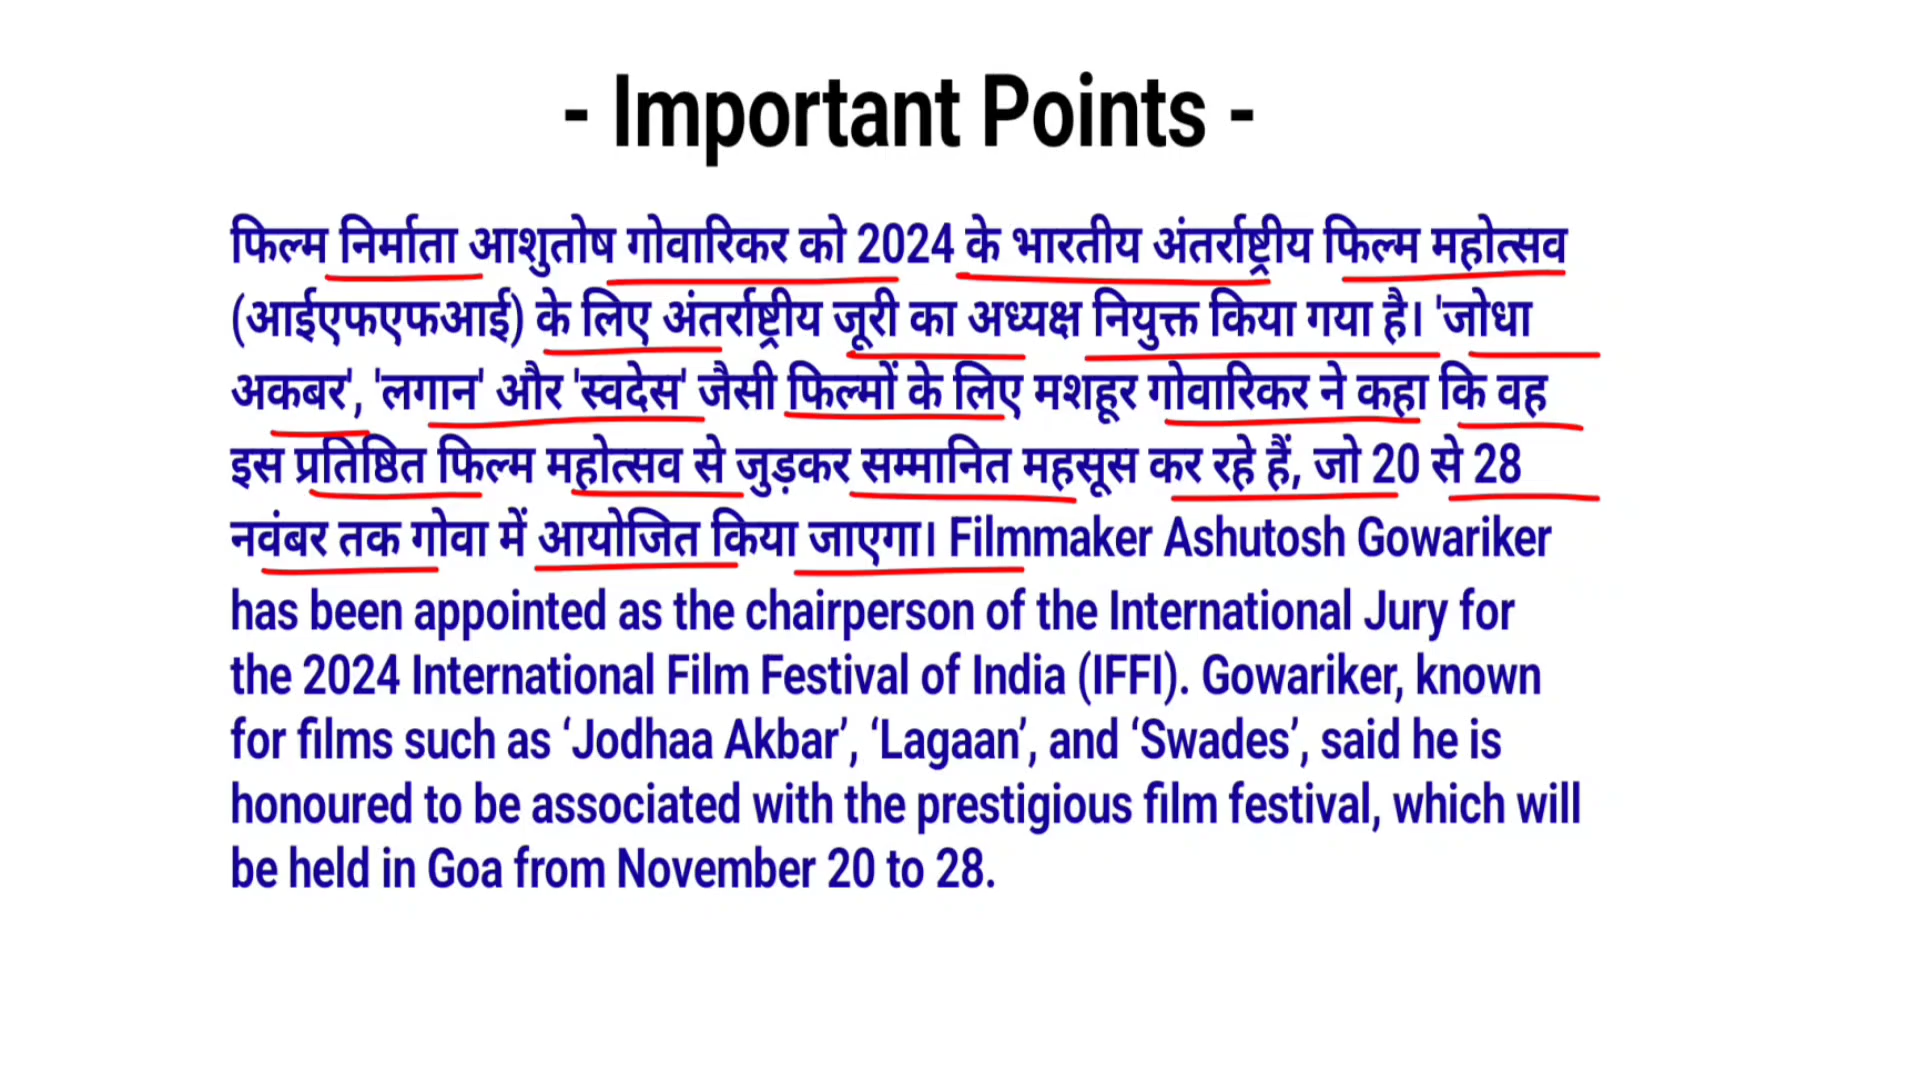 - Important Points -
फिल्म निर्माता आशुतोष गोवारिकर को 2024 के भारतीय अंतर्राष्ट्रीय फिल्म महोत्सव
(आईएफएफआई) के लिए अंतर्राष्ट्रीय जूरी का अध्यक्ष नियुक्त किया गया है। 'जोधा
अकबर', 'लगान' और 'स्वदेस' जैसी फिल्मों के लिए मशहूर गोवारिकर ने कहा कि वह
इस प्रतिष्ठित फिल्म महोत्सव से जुड़कर सम्मानित महसूस कर रहे हैं, जो 20 से 28
नवंबर तक गोवा में आयोजित किया जाएगा। Filmmaker Ashutosh Gowariker
has been appointed as the chairperson of the International Jury for
the 2024 International Film Festival of India (IFFI). Gowariker, known
for films such as ‘Jodhaa Akbar’, ‘Lagaan’, and ‘Swades’, said he is
honoured to be associated with the prestigious film festival, which will
be held in Goa from November 20 to 28.